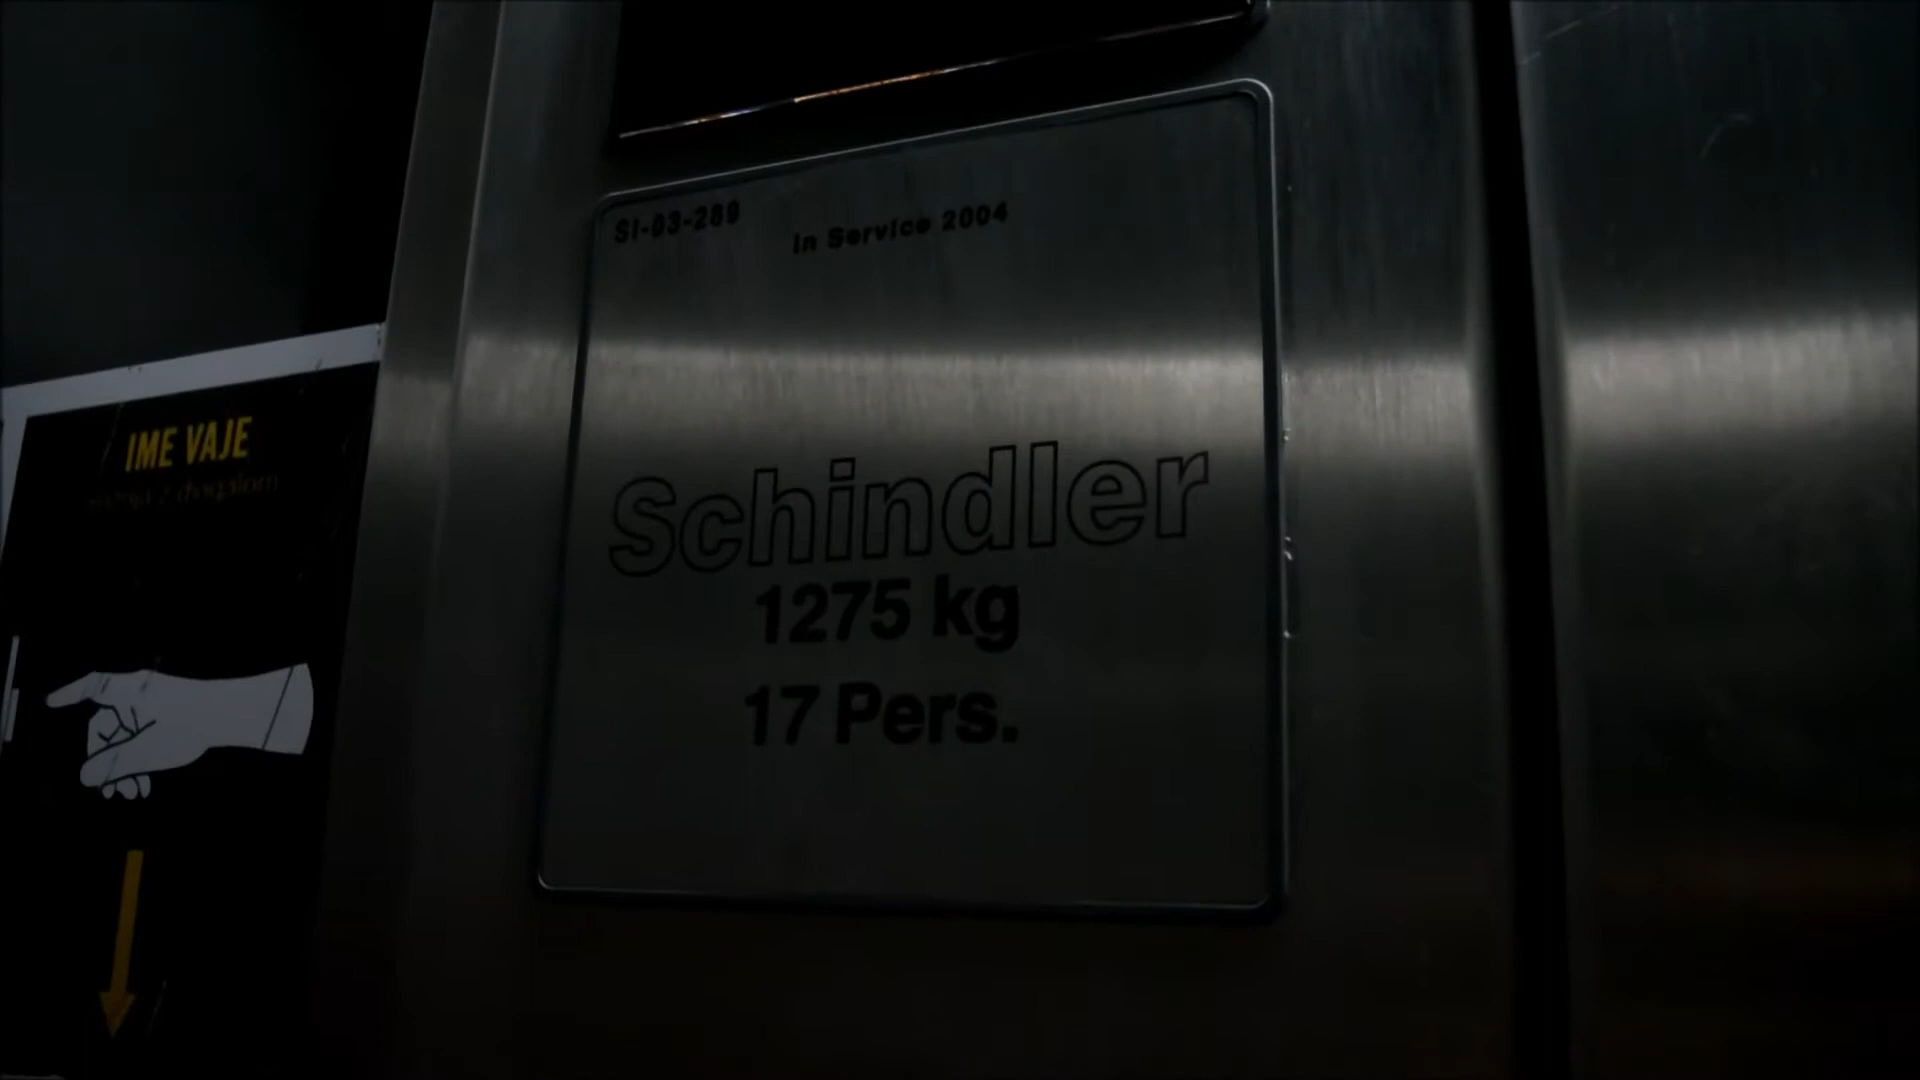 SI-03-289
In Service 2004
Schindler
1275 kg
17 Pers.
IME VAJE